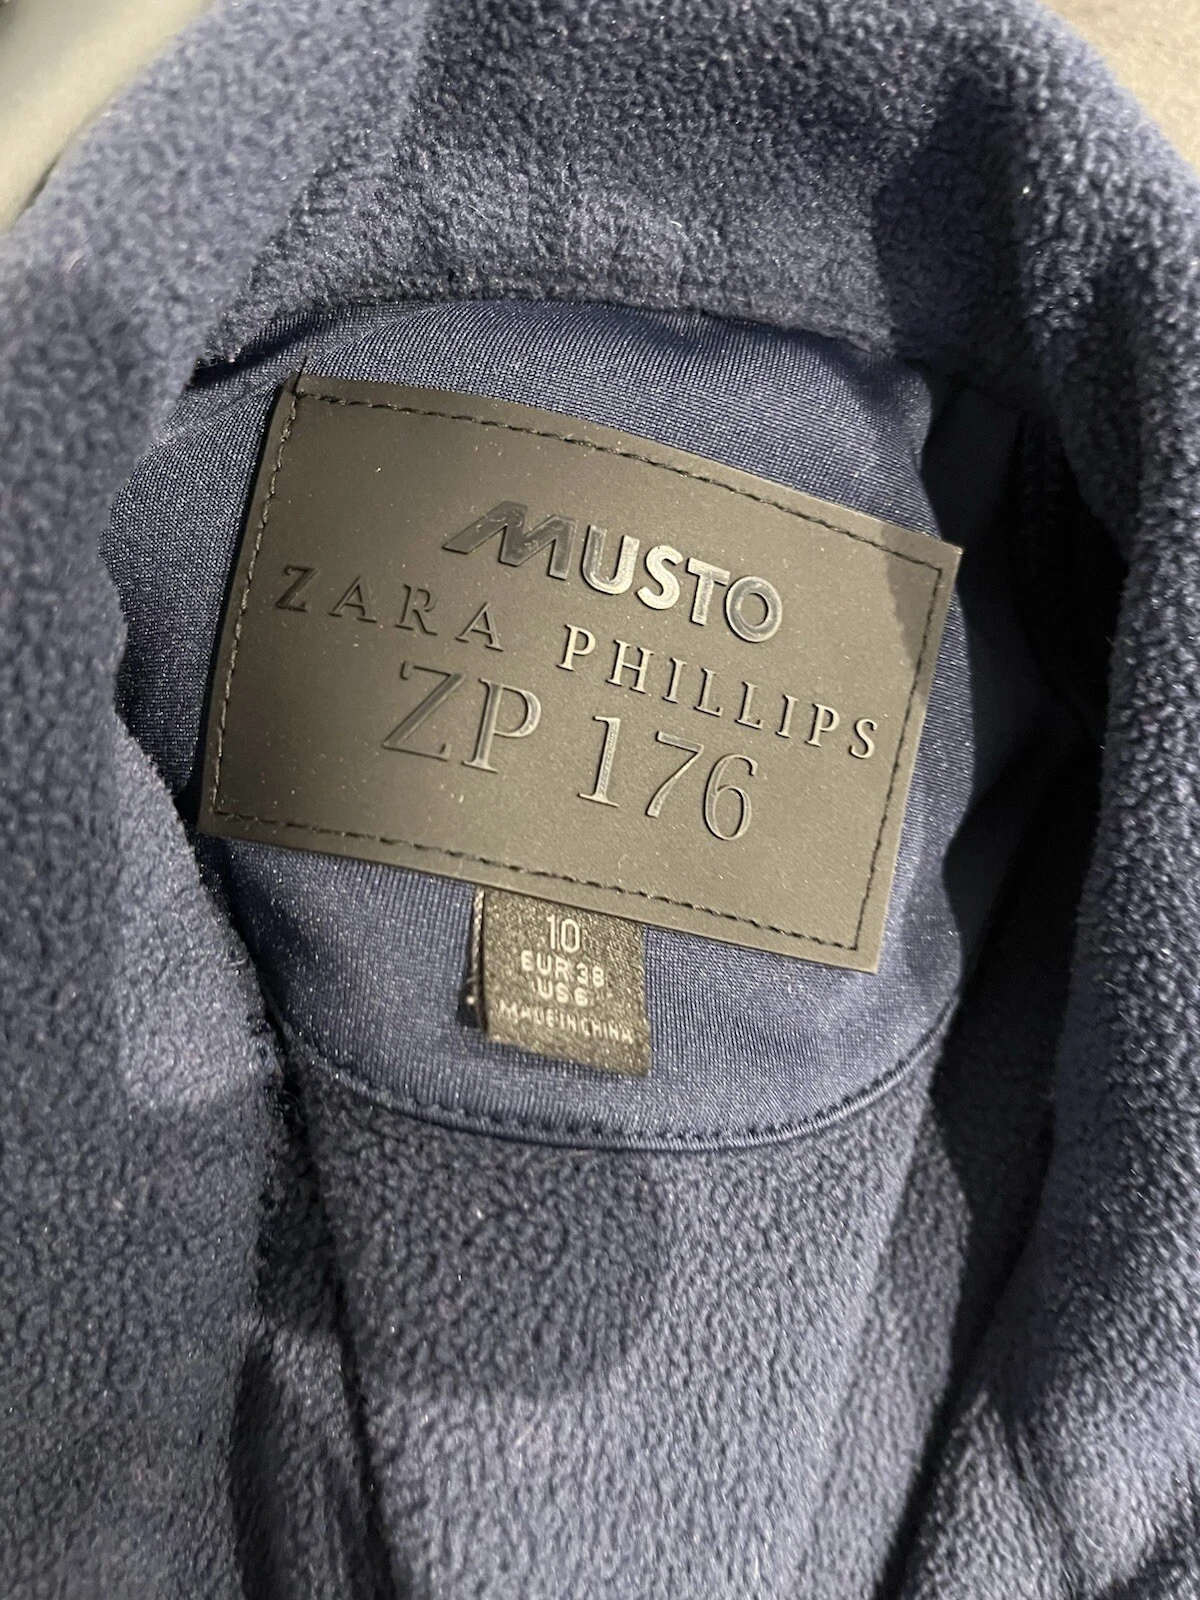 MUSTO
ZARA PHILLIPS
ZP 176
10
EUR 38
US 6
MADE IN CHINA